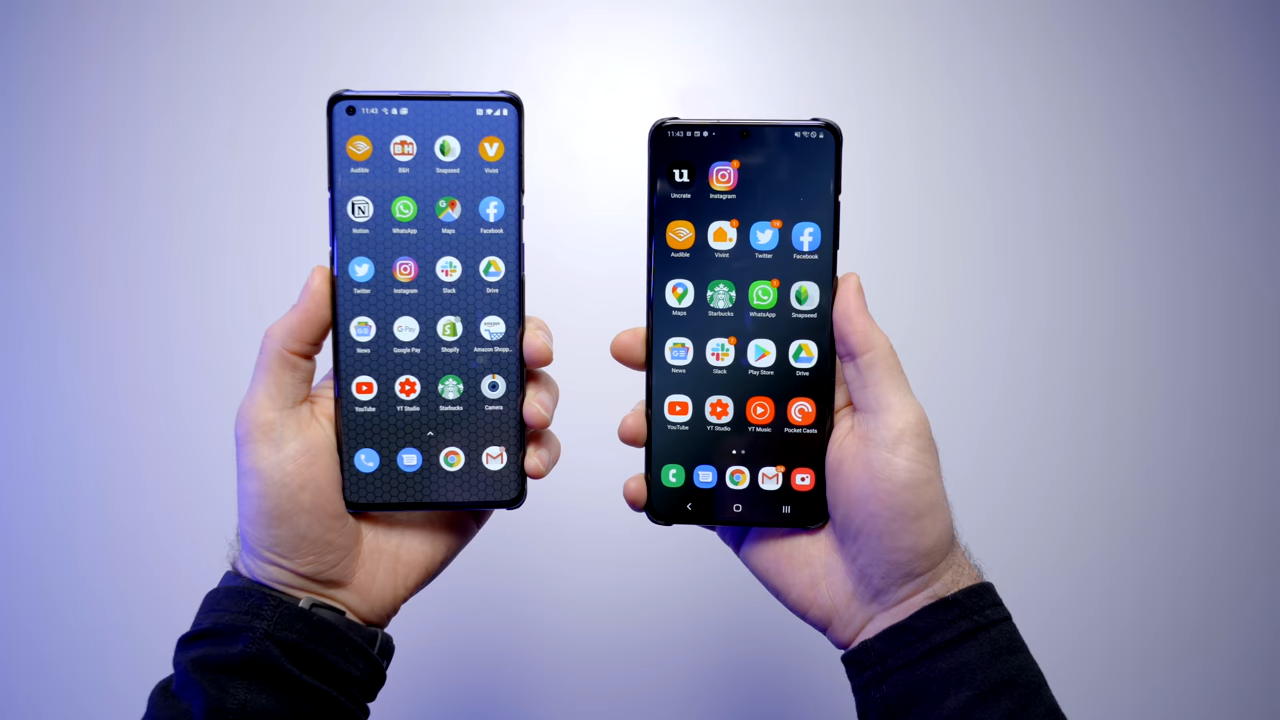 11:43
Audible B&H Snapseed Vivint
Notion WhatsApp Maps Facebook
Twitter Instagram Slack Drive
News Google Pay Shopify Amazon Shopp..
YouTube YT Studio Starbucks Camera
11:43
u
Uncrate Instagram
Audible Vivint Twitter Facebook
Maps Starbucks WhatsApp Snapseed
News Slack Play Store Drive
YouTube YT Studio YT Music Pocket Casts